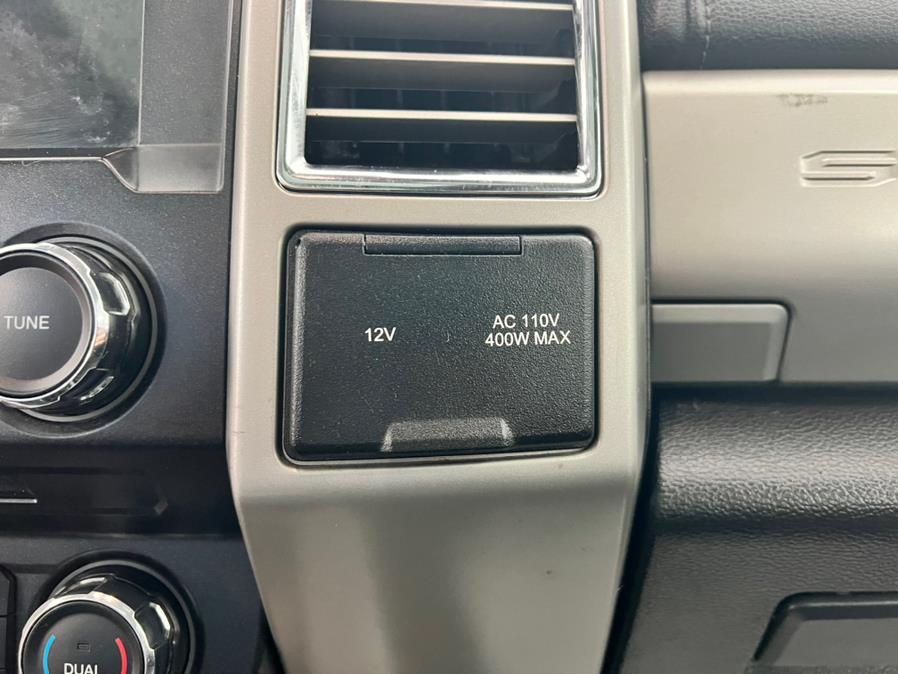 TUNE
12V
AC 110V
400W MAX
DUAL